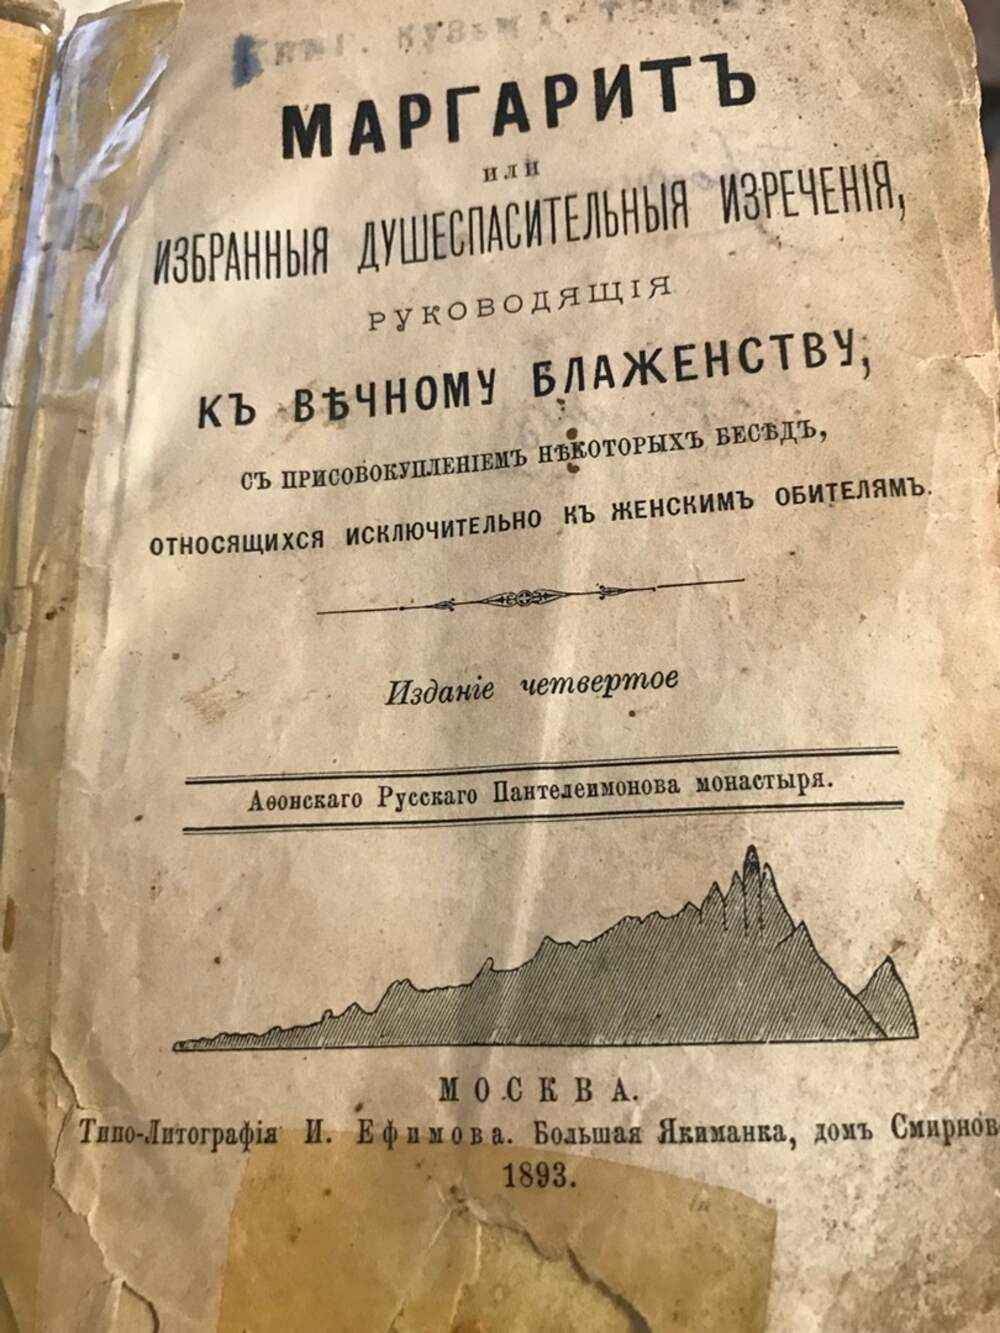 МАРГАРИТЪ
ИЛИ
ИЗБРАННЫЯ ДУШЕСПАСИТЕЛЬНЫЯ ИЗРЕЧЕНІЯ,
РУКОВОДЯЩІЯ
КЪ ВѢЧНОМУ БЛАЖЕНСТВУ,
СЪ ПРИСОВОКУПЛЕНІЕМЪ НѢКОТОРЫХЪ БЕСѢДЪ,
ОТНОСЯЩИХСЯ ИСКЛЮЧИТЕЛЬНО КЪ ЖЕНСКИМЪ ОБИТЕЛЯМЪ.
Изданіе четвертое
Аѳонскаго Русскаго Пантелеимонова монастыря.
МОСКВА.
Типо-Литографія И. Ефимова. Большая Якиманка, домъ Смирнов
1893.